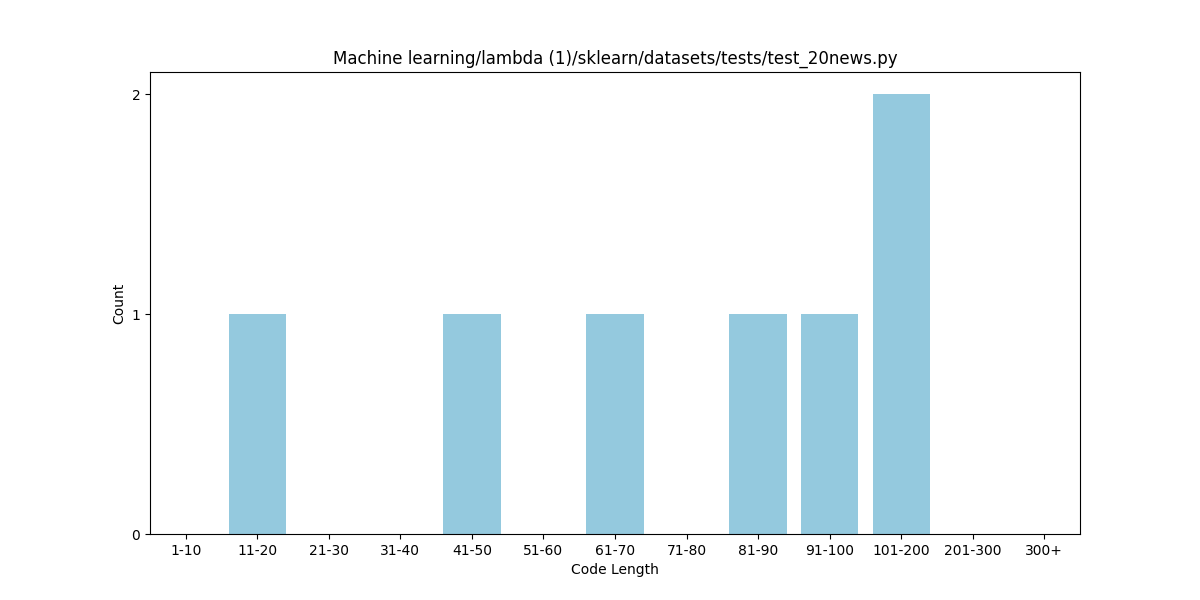 Machine learning/lambda (1)/sklearn/datasets/tests/test_20news.py
Count
2
1
0
1-10 11-20 21-30 31-40 41-50 51-60 61-70 71-80 81-90 91-100 101-200 201-300 300+
Code Length